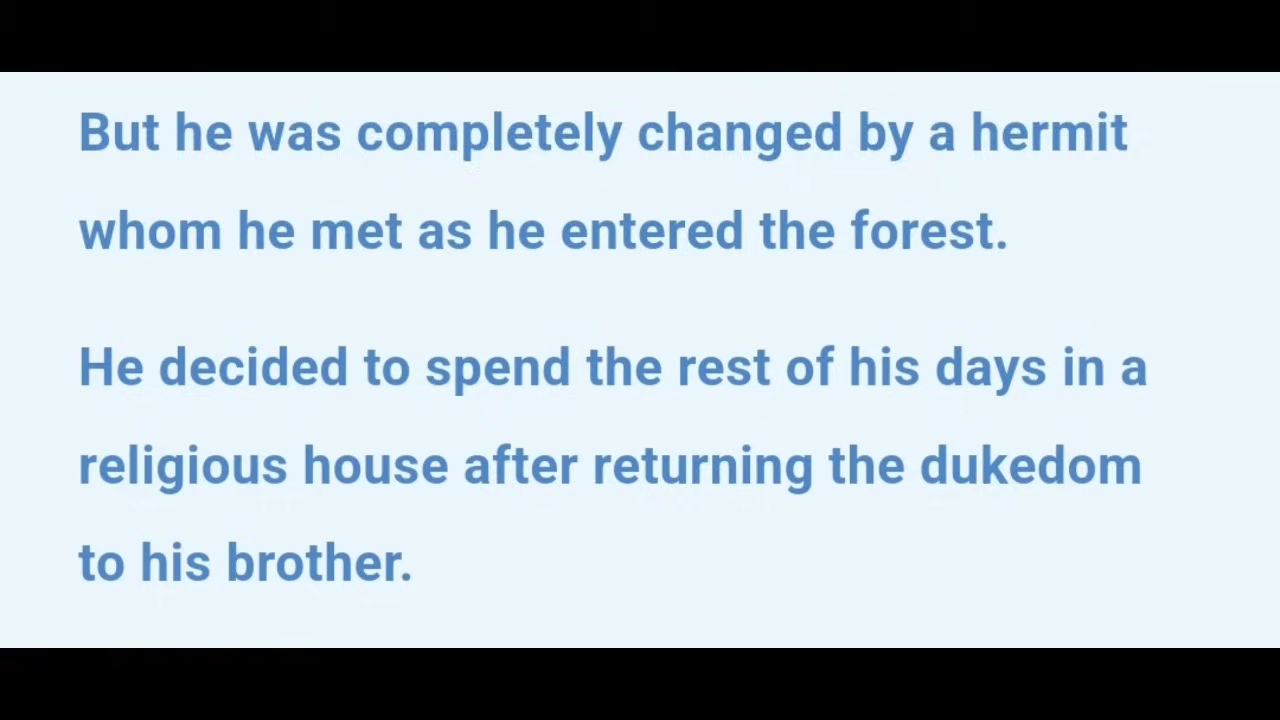 But he was completely changed by a hermit
whom he met as he entered the forest.
He decided to spend the rest of his days in a
religious house after returning the dukedom
to his brother.